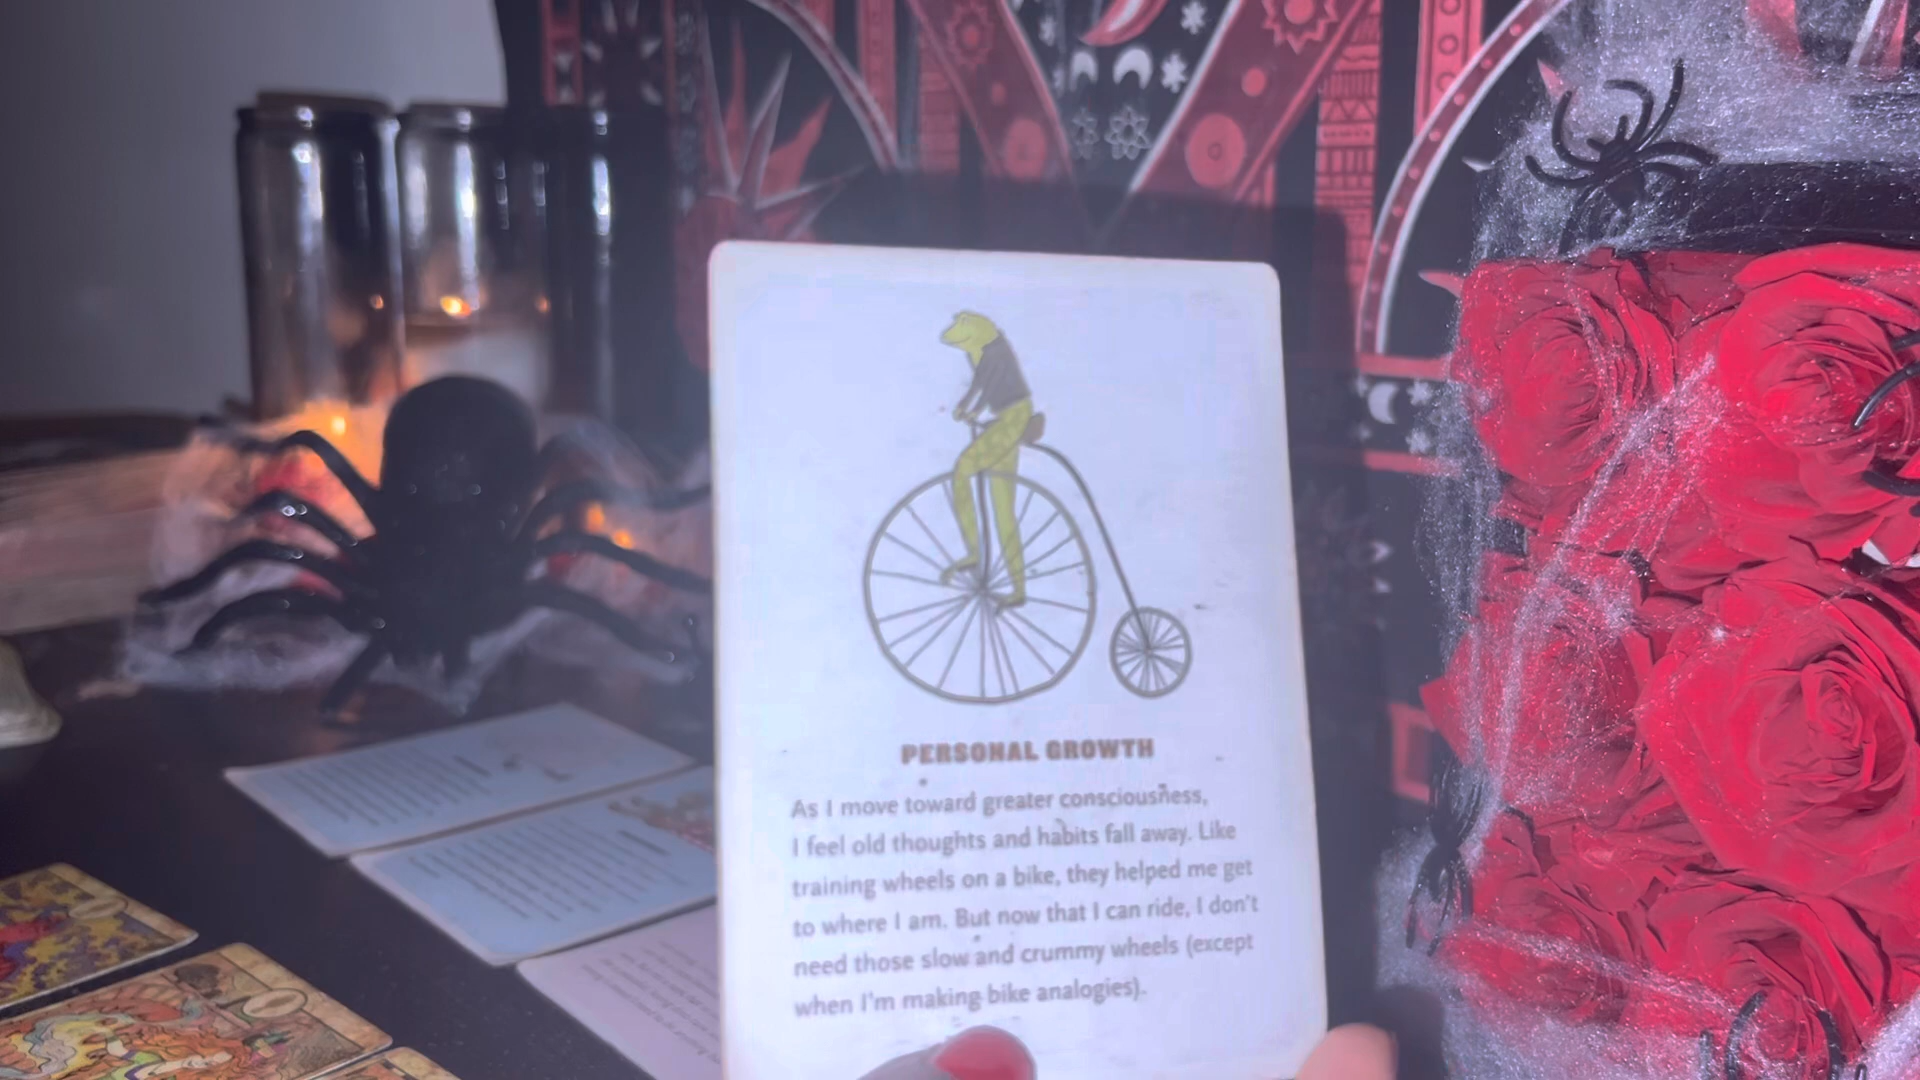 PERSONAL GROWTH
As I move toward greater consciousness,
I feel old thoughts and habits fall away. Like
training wheels on a bike, they helped me get
to where I am. But now that I can ride, I don't
need those slow and crummy wheels (except
when I'm making bike analogies).